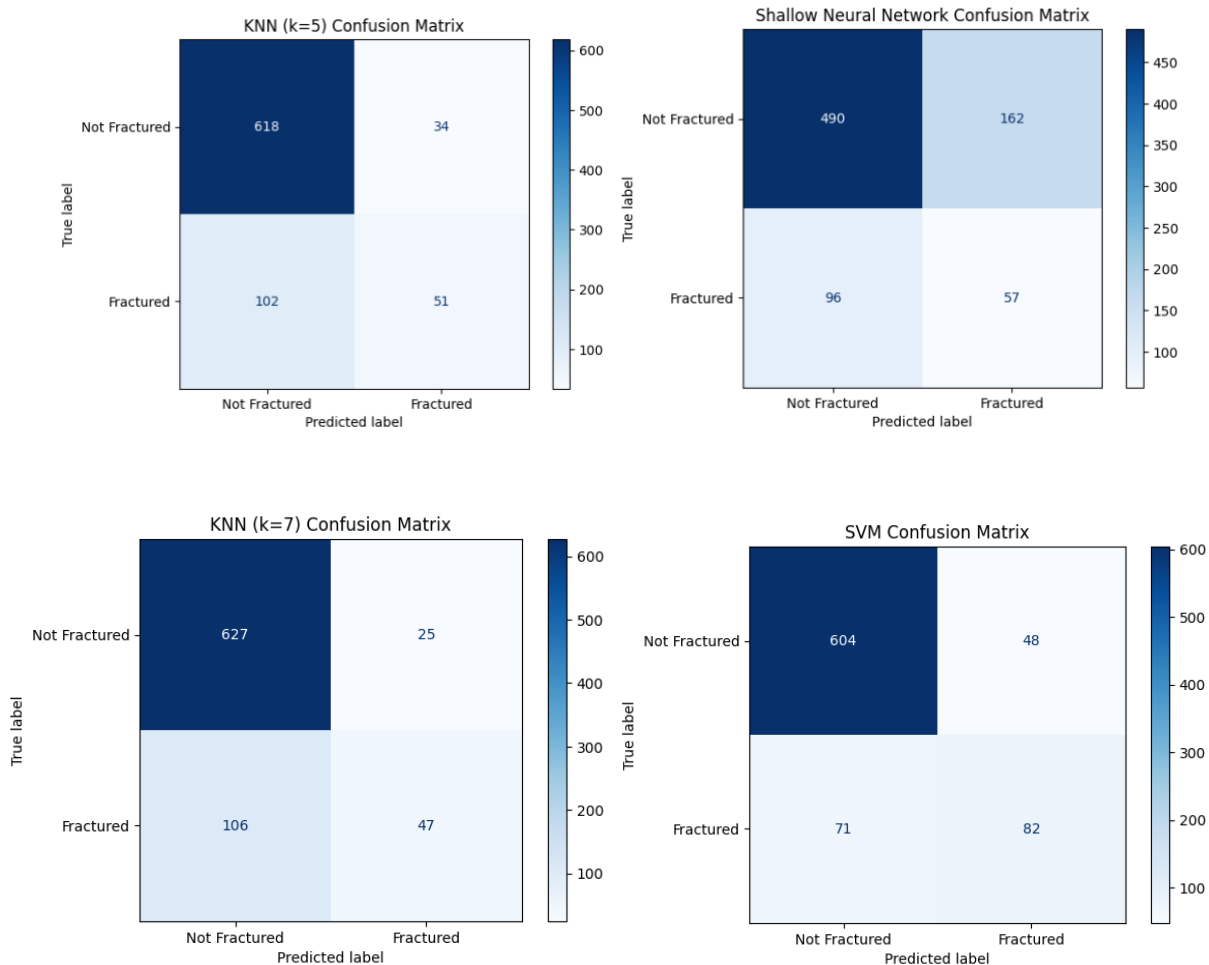 KNN (k=5) Confusion Matrix
600
500
400
300
200
100
Not Fractured
Fractured
True label
618
34
102
51
Not Fractured
Fractured
Predicted label
Shallow Neural Network Confusion Matrix
450
400
350
300
250
200
150
100
Not Fractured
Fractured
True label
490
162
96
57
Not Fractured
Fractured
Predicted label
KNN (k=7) Confusion Matrix
600
500
400
300
200
100
Not Fractured
Fractured
True label
627
25
106
47
Not Fractured
Fractured
Predicted label
SVM Confusion Matrix
600
500
400
300
200
100
Not Fractured
Fractured
True label
604
48
71
82
Not Fractured
Fractured
Predicted label